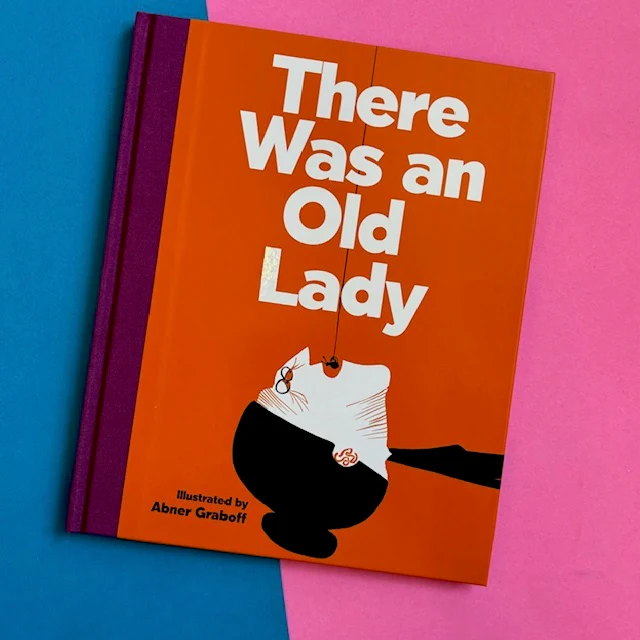 There
Was an
Old
Lady
Illustrated by
Abner Graboff